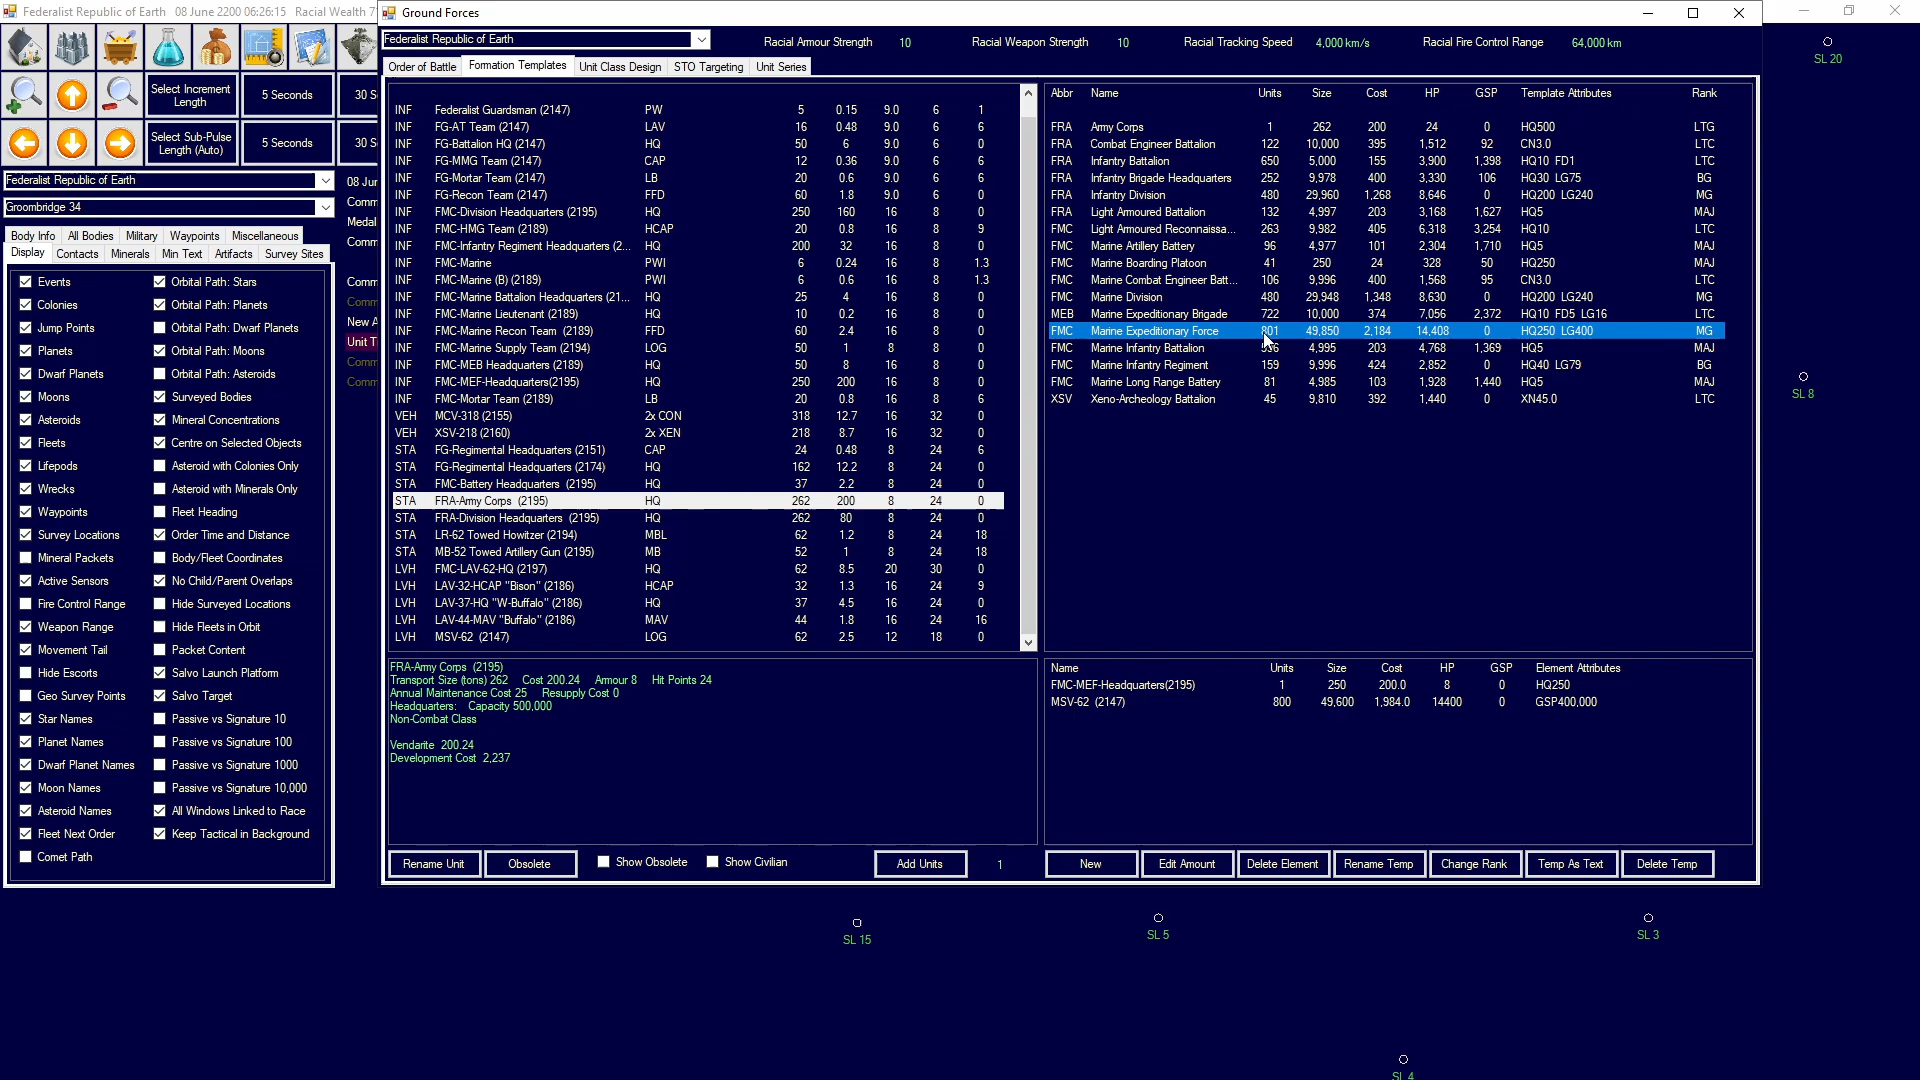 Federalist Republic of Earth   08 June 2200 06:26:15   Racial Wealth 7
Ground Forces
Federalist Republic of Earth
Racial Armour Strength 10 Racial Weapon Strength 10 Racial Tracking Speed 4,000 km/s Racial Fire Control Range 64,000 km
Order of Battle Formation Templates Unit Class Design STO Targeting Unit Series
Select Increment Length 5 Seconds 30 S
Select Sub-Pulse Length (Auto) 5 Seconds 30 S
Federalist Republic of Earth
Groombridge 34
Body Info All Bodies Military Waypoints Miscellaneous
Display Contacts Minerals Min Text Artifacts Survey Sites
Events Orbital Path: Stars
Colonies Orbital Path: Planets
Jump Points Orbital Path: Dwarf Planets
Planets Orbital Path: Moons
Dwarf Planets Orbital Path: Asteroids
Moons Surveyed Bodies
Asteroids Mineral Concentrations
Fleets Centre on Selected Objects
Lifepods Asteroid with Colonies Only
Wrecks Asteroid with Minerals Only
Waypoints Fleet Heading
Survey Locations Order Time and Distance
Mineral Packets Body/Fleet Coordinates
Active Sensors No Child/Parent Overlaps
Fire Control Range Hide Surveyed Locations
Weapon Range Hide Fleets in Orbit
Movement Tail Packet Content
Hide Escorts Salvo Launch Platform
Geo Survey Points Salvo Target
Star Names Passive vs Signature 10
Planet Names Passive vs Signature 100
Dwarf Planet Names Passive vs Signature 1000
Moon Names Passive vs Signature 10,000
Asteroid Names All Windows Linked to Race
Fleet Next Order Keep Tactical in Background
Comet Path
08 Jur
Comm
Medal
Comm
Comm
Comm
New A
Unit T
Comm
Comm
INF Federalist Guardsman (2147) PW 5 0.15 9.0 6 1
INF FG-AT Team (2147) LAV 16 0.48 9.0 6 6
INF FG-Battalion HQ (2147) HQ 50 6 9.0 6 0
INF FG-MMG Team (2147) CAP 12 0.36 9.0 6 6
INF FG-Mortar Team (2147) LB 20 0.6 9.0 6 6
INF FG-Recon Team (2147) FFD 60 1.8 9.0 6 0
INF FMC-Division Headquarters (2195) HQ 250 160 16 8 0
INF FMC-HMG Team (2189) HCAP 20 0.8 16 8 9
INF FMC-Infantry Regiment Headquarters (2... HQ 200 32 16 8 0
INF FMC-Marine PWI 6 0.24 16 8 1.3
INF FMC-Marine (B) (2189) PWI 6 0.6 16 8 1.3
INF FMC-Marine Battalion Headquarters (21... HQ 25 4 16 8 0
INF FMC-Marine Lieutenant (2189) HQ 10 0.2 16 8 0
INF FMC-Marine Recon Team (2189) FFD 60 2.4 16 8 0
INF FMC-Marine Supply Team (2194) LOG 50 1 8 8 0
INF FMC-MEB Headquarters (2189) HQ 50 8 16 8 0
INF FMC-MEF-Headquarters(2195) HQ 250 200 16 8 0
INF FMC-Mortar Team (2189) LB 20 0.8 16 8 6
VEH MCV-318 (2155) 2x CON 318 12.7 16 32 0
VEH XSV-218 (2160) 2x XEN 218 8.7 16 32 0
STA FG-Regimental Headquarters (2151) CAP 24 0.48 8 24 6
STA FG-Regimental Headquarters (2174) HQ 162 12.2 8 24 0
STA FMC-Battery Headquarters (2195) HQ 37 2.2 8 24 0
STA FRA-Army Corps (2195) HQ 262 200 8 24 0
STA FRA-Division Headquarters (2195) HQ 262 80 8 24 0
STA LR-62 Towed Howitzer (2194) MBL 62 1.2 8 24 18
STA MB-52 Towed Artillery Gun (2195) MB 52 1 8 24 18
LVH FMC-LAV-62-HQ (2197) HQ 62 8.5 20 30 0
LVH LAV-32-HCAP "Bison" (2186) HCAP 32 1.3 16 24 9
LVH LAV-37-HQ "W-Buffalo" (2186) HQ 37 4.5 16 24 0
LVH LAV-44-MAV "Buffalo" (2186) MAV 44 1.8 16 24 16
LVH MSV-62 (2147) LOG 62 2.5 12 18 0
FRA-Army Corps (2195)
Transport Size (tons) 262 Cost 200.24 Armour 8 Hit Points 24
Annual Maintenance Cost 25 Resupply Cost 0
Headquarters: Capacity 500,000
Non-Combat Class
Vendarite 200.24
Development Cost 2,237
Rename Unit Obsolete Show Obsolete Show Civilian Add Units 1
Abbr Name Units Size Cost HP GSP Template Attributes Rank
FRA Army Corps 1 262 200 24 0 HQ500 LTG
FRA Combat Engineer Battalion 122 10,000 395 1,512 92 CN3.0 LTC
FRA Infantry Battalion 650 5,000 155 3,900 1,398 HQ10 FD1 LTC
FRA Infantry Brigade Headquarters 252 9,978 400 3,330 106 HQ30 LG75 BG
FRA Infantry Division 480 29,960 1,268 8,646 0 HQ200 LG240 MG
FRA Light Armoured Battalion 132 4,997 203 3,168 1,627 HQ5 MAJ
FMC Light Armoured Reconnaissa... 263 9,982 405 6,318 3,254 HQ10 LTC
FMC Marine Artillery Battery 96 4,977 101 2,304 1,710 HQ5 MAJ
FMC Marine Boarding Platoon 41 250 24 328 50 HQ250 MAJ
FMC Marine Combat Engineer Batt... 106 9,996 400 1,568 95 CN3.0 LTC
FMC Marine Division 480 29,948 1,348 8,630 0 HQ200 LG240 MG
MEB Marine Expeditionary Brigade 722 10,000 374 7,056 2,372 HQ10 FD5 LG16 LTC
FMC Marine Expeditionary Force 801 49,850 2,184 14,408 0 HQ250 LG400 MG
FMC Marine Infantry Battalion 4,995 203 4,768 1,369 HQ5 MAJ
FMC Marine Infantry Regiment 159 9,996 424 2,852 0 HQ40 LG79 BG
FMC Marine Long Range Battery 81 4,985 103 1,928 1,440 HQ5 MAJ
XSV Xeno-Archeology Battalion 45 9,810 392 1,440 0 XN45.0 LTC
Name Units Size Cost HP GSP Element Attributes
FMC-MEF-Headquarters(2195) 1 250 200.0 8 0 HQ250
MSV-62 (2147) 800 49,600 1,984.0 14400 0 GSP400,000
New Edit Amount Delete Element Rename Temp Change Rank Temp As Text Delete Temp
SL 20
SL 8
SL 15
SL 5
SL 3
SL 4